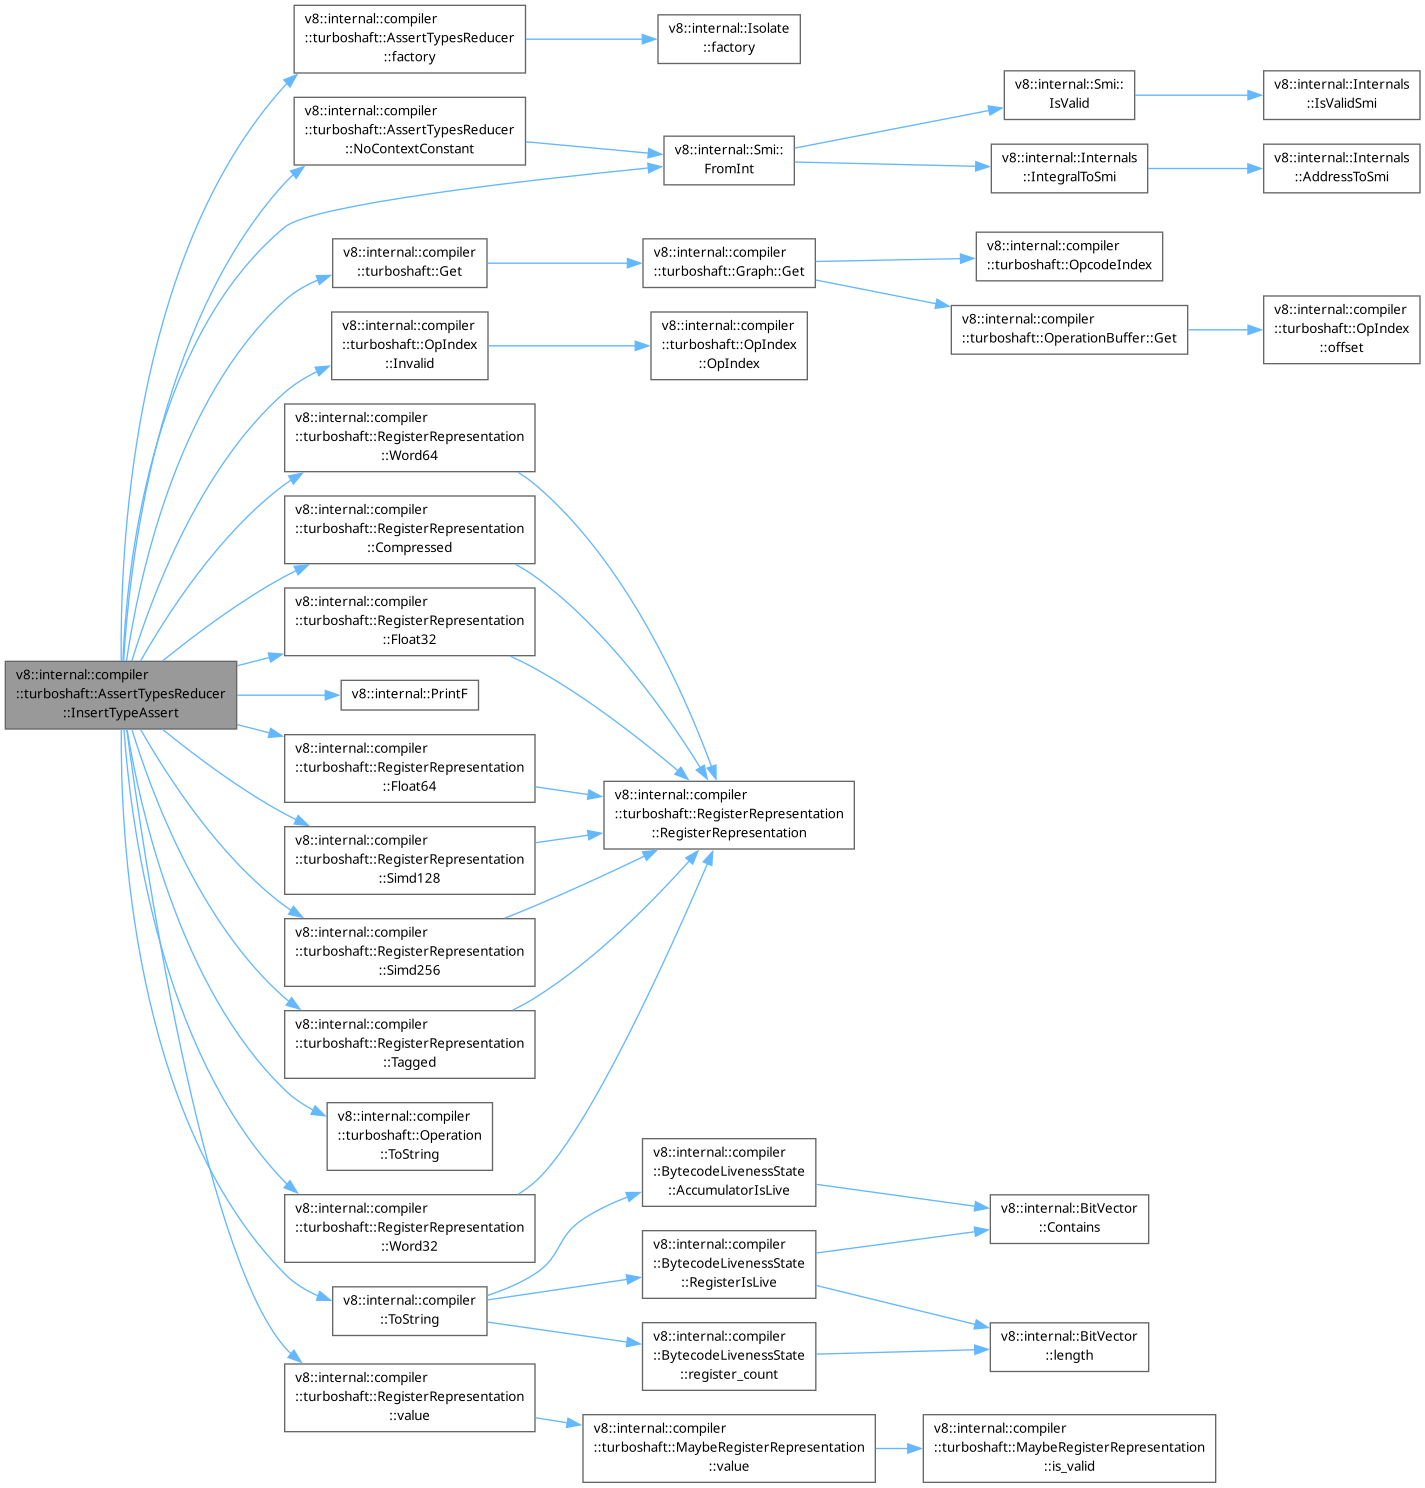 v8::internal::compiler
::turboshaft::AssertTypesReducer
::factory
v8::internal::Isolate
::factory
v8::internal::compiler
::turboshaft::AssertTypesReducer
::NoContextConstant
v8::internal::Smi::
FromInt
v8::internal::Smi::
IsValid
v8::internal::Internals
::IsValidSmi
v8::internal::Internals
::IntegralToSmi
v8::internal::Internals
::AddressToSmi
v8::internal::compiler
::turboshaft::Get
v8::internal::compiler
::turboshaft::Graph::Get
v8::internal::compiler
::turboshaft::OpcodeIndex
v8::internal::compiler
::turboshaft::OperationBuffer::Get
v8::internal::compiler
::turboshaft::OpIndex
::offset
v8::internal::compiler
::turboshaft::OpIndex
::Invalid
v8::internal::compiler
::turboshaft::OpIndex
::OpIndex
v8::internal::compiler
::turboshaft::RegisterRepresentation
::Word64
v8::internal::compiler
::turboshaft::RegisterRepresentation
::Compressed
v8::internal::compiler
::turboshaft::RegisterRepresentation
::Float32
v8::internal::compiler
::turboshaft::AssertTypesReducer
::InsertTypeAssert
v8::internal::PrintF
v8::internal::compiler
::turboshaft::RegisterRepresentation
::Float64
v8::internal::compiler
::turboshaft::RegisterRepresentation
::RegisterRepresentation
v8::internal::compiler
::turboshaft::RegisterRepresentation
::Simd128
v8::internal::compiler
::turboshaft::RegisterRepresentation
::Simd256
v8::internal::compiler
::turboshaft::RegisterRepresentation
::Tagged
v8::internal::compiler
::turboshaft::Operation
::ToString
v8::internal::compiler
::turboshaft::RegisterRepresentation
::Word32
v8::internal::compiler
::BytecodeLivenessState
::AccumulatorIsLive
v8::internal::BitVector
::Contains
v8::internal::compiler
::BytecodeLivenessState
::RegisterIsLive
v8::internal::compiler
::ToString
v8::internal::compiler
::BytecodeLivenessState
::register_count
v8::internal::BitVector
::length
v8::internal::compiler
::turboshaft::RegisterRepresentation
::value
v8::internal::compiler
::turboshaft::MaybeRegisterRepresentation
::value
v8::internal::compiler
::turboshaft::MaybeRegisterRepresentation
::is_valid